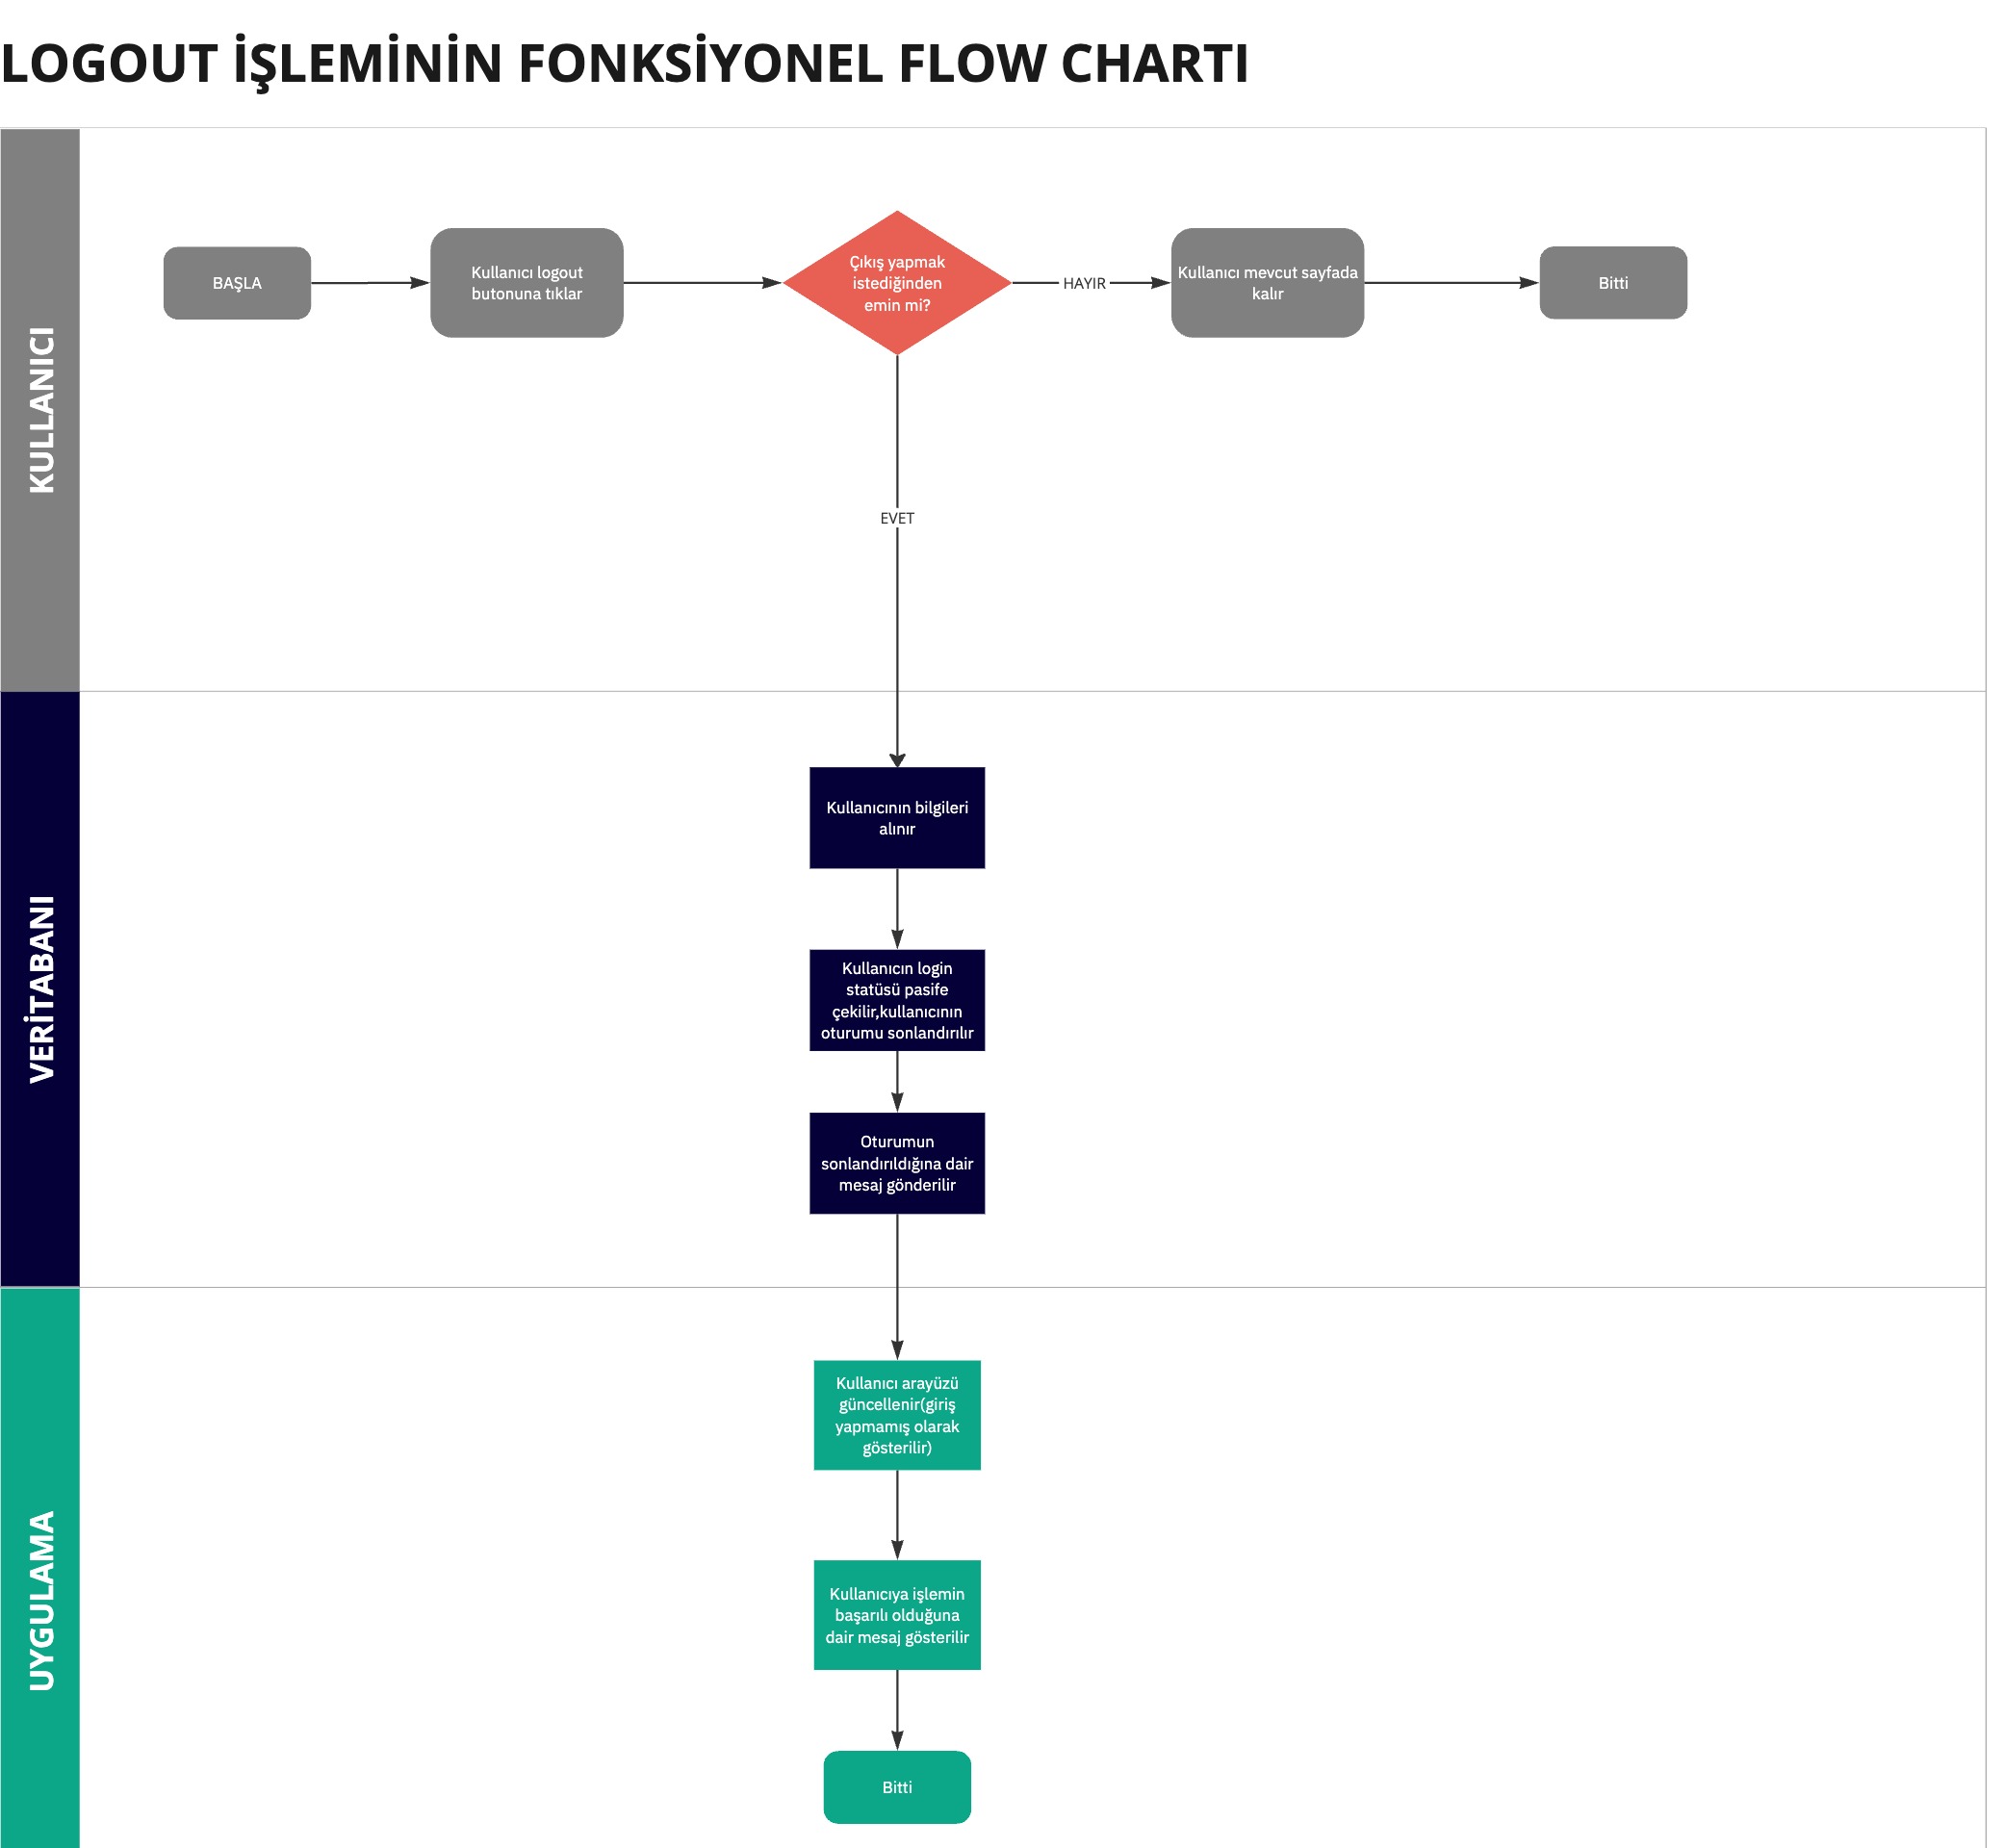 LOGOUT İŞLEMİNİN FONKSİYONEL FLOW CHARTI
KULLANICI
BAŞLA
Kullanıcı logout
butonuna tıklar
Çıkış yapmak
istediğinden
emin mi?
HAYIR
Kullanıcı mevcut sayfada
kalır
Bitti
EVET
VERİTABANI
Kullanıcının bilgileri
alınır
Kullanıcın login
statüsü pasife
çekilir,kullanıcının
oturumu sonlandırılır
Oturumun
sonlandırıldığına dair
mesaj gönderilir
UYGULAMA
Kullanıcı arayüzü
güncellenir(giriş
yapmamış olarak
gösterilir)
Kullanıcıya işlemin
başarılı olduğuna
dair mesaj gösterilir
Bitti